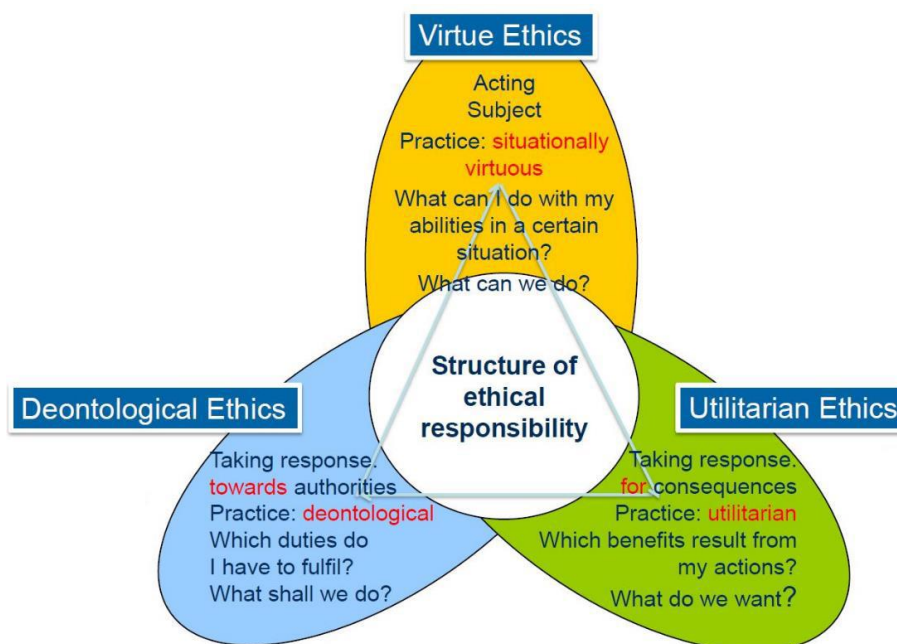 Virtue Ethics
Acting
Subject
Practice: situationally
virtuous
What can I do with my
abilities in a certain
situation?
What can we do?
Structure of
ethical
responsibility
Deontological Ethics
Taking response.
towards authorities
Practice: deontological
Which duties do
I have to fulfil?
What shall we do?
Utilitarian Ethics
Taking response.
for consequences
Practice: utilitarian
Which benefits result from
my actions?
What do we want?